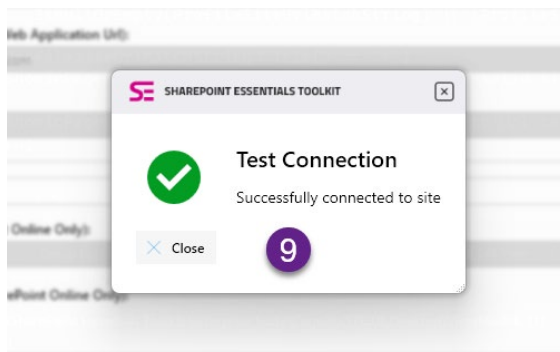 Web Application Url):
SE SHAREPOINT ESSENTIALS TOOLKIT
Test Connection
Successfully connected to site
Online Only):
Close
9
ePoint Online Only):